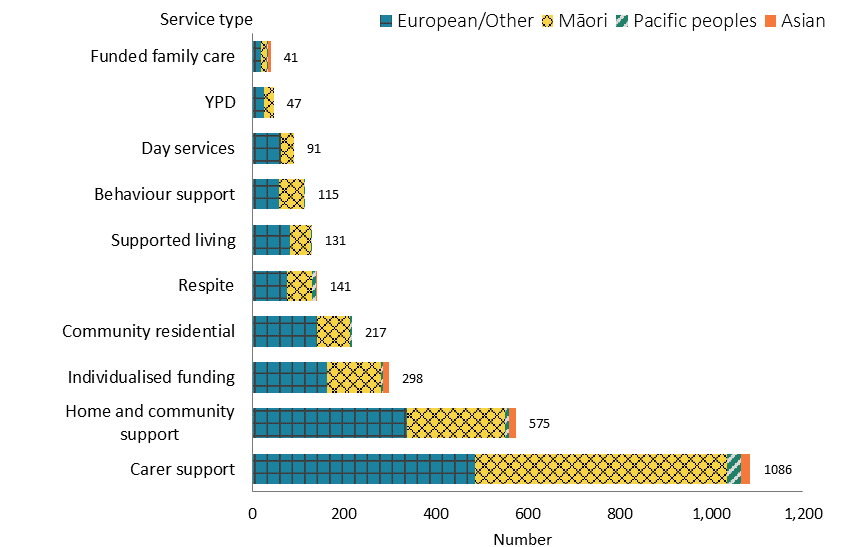 Service type
European/Other Māori Pacific peoples Asian
Funded family care 41
YPD 47
Day services 91
Behaviour support 115
Supported living 131
Respite 141
Community residential 217
Individualised funding 298
Home and community
support 575
Carer support 1086
0 200 400 600 800 1,000 1,200
Number